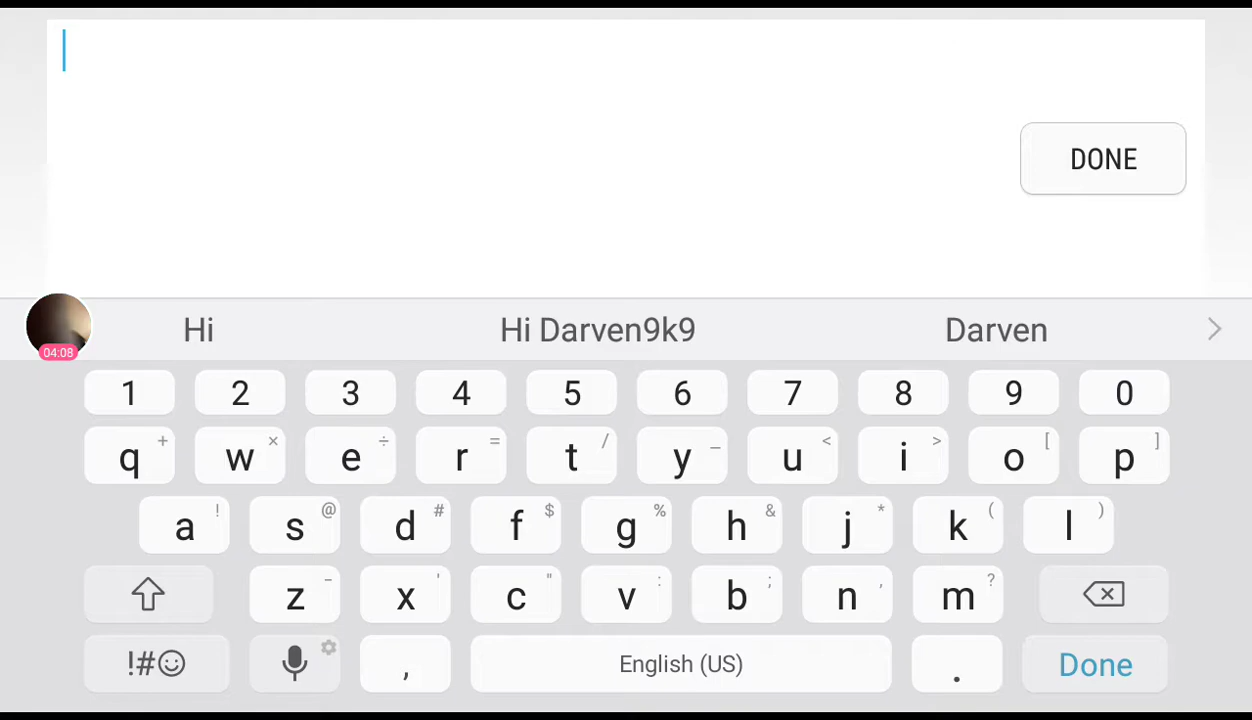 DONE
Hi Hi Darven9k9 Darven
04:08
1 2 3 4 5 6 7 8 9 0
q + w × e ÷ r = t / y _ u < i > o [ p ]
a ! s @ d # f $ g % h & j * k ( l )
z - x ' c " v : b ; n , m ?
!#☺ , English (US) . Done